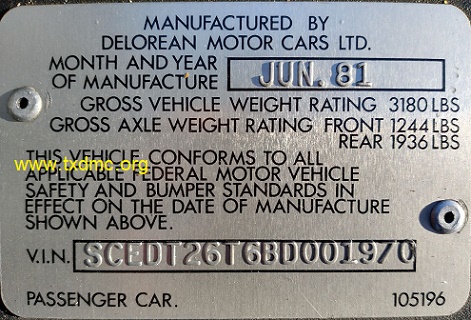 MANUFACTURED BY
DELOREAN MOTOR CARS LTD.
MONTH AND YEAR
OF MANUFACTURE JUN. 81
GROSS VEHICLE WEIGHT RATING 3180 LBS
GROSS AXLE WEIGHT RATING FRONT 1244 LBS
REAR 1936 LBS
THIS VEHICLE CONFORMS TO ALL
www.txdmc.org
APPLICABLE FEDERAL MOTOR VEHICLE
SAFETY AND BUMPER STANDARDS IN
EFFECT ON THE DATE OF MANUFACTURE
SHOWN ABOVE.
V.I.N. SCEDT26T6BD001970
PASSENGER CAR. 105196